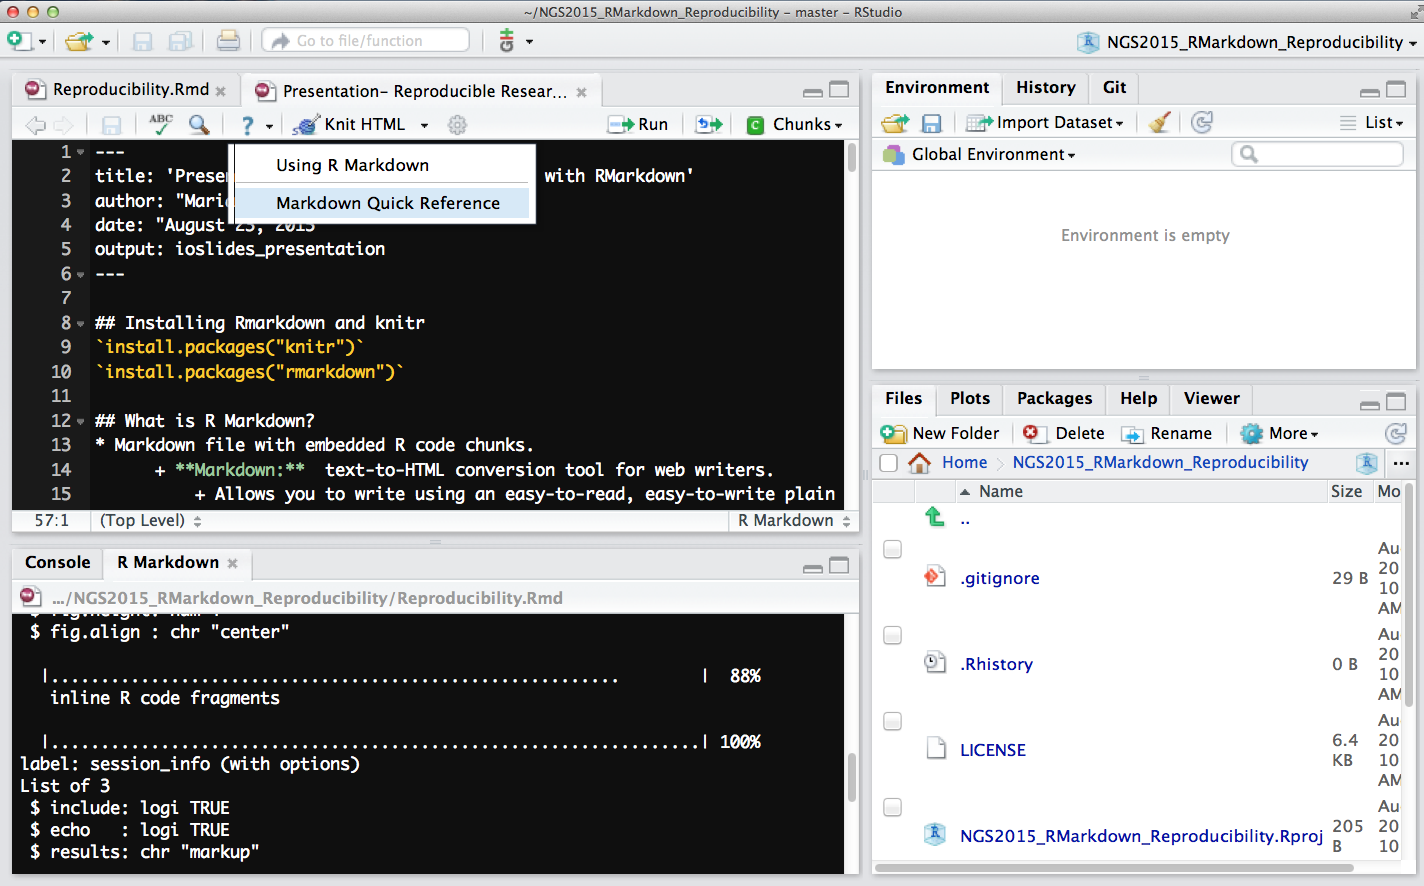 ~/NGS2015_RMarkdown_Reproducibility – master – RStudio
Go to file/function
NGS2015_RMarkdown_Reproducibility
Reproducibility.Rmd
Presentation– Reproducible Resear...
ABC
?
Knit HTML
Run
C Chunks
Using R Markdown
Markdown Quick Reference
1 ---
2 title: 'Presen with RMarkdown'
3 author: "Mari
4 date: "August 25, 2015
5 output: ioslides_presentation
6 ---
7
8 ## Installing Rmarkdown and knitr
9 `install.packages("knitr")`
10 `install.packages("rmarkdown")`
11
12 ## What is R Markdown?
13 * Markdown file with embedded R code chunks.
14 + **Markdown:** text-to-HTML conversion tool for web writers.
15 + Allows you to write using an easy-to-read, easy-to-write plain
57:1 (Top Level) R Markdown
Console
R Markdown
.../NGS2015_RMarkdown_Reproducibility/Reproducibility.Rmd
$ fig.align : chr "center"
|.........................................................       | 88%
inline R code fragments
|.................................................................| 100%
label: session_info (with options)
List of 3
$ include: logi TRUE
$ echo   : logi TRUE
$ results: chr "markup"
Environment
History
Git
Import Dataset
List
Global Environment
Environment is empty
Files
Plots
Packages
Help
Viewer
New Folder
Delete
Rename
More
Home
NGS2015_RMarkdown_Reproducibility
R
...
Name
Size
Mo
..
.gitignore
29 B
Au
20
10
AM
.Rhistory
0 B
Au
20
10
AM
LICENSE
6.4
KB
Au
20
10
AM
NGS2015_RMarkdown_Reproducibility.Rproj
205
B
Au
20
10